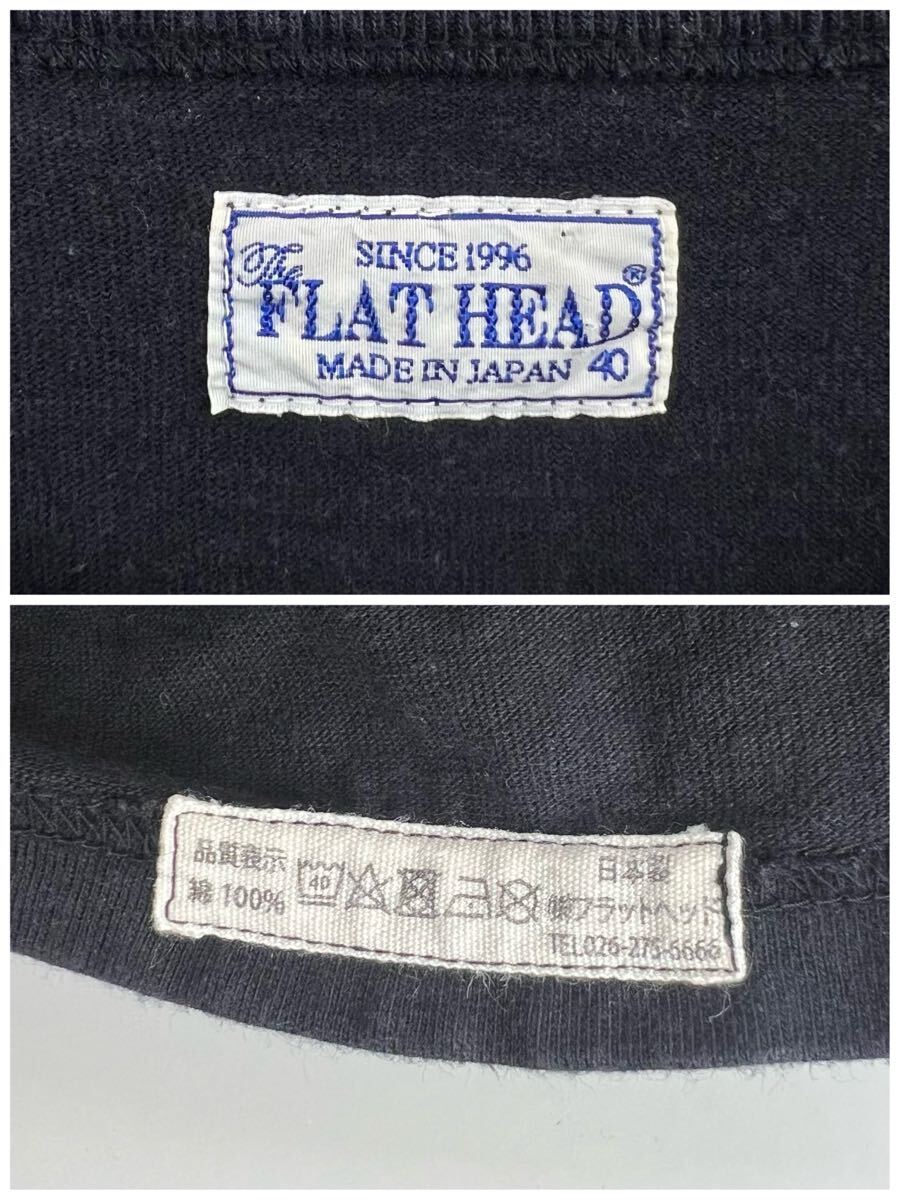 SINCE 1996
The
FLAT HEAD®
MADE IN JAPAN 40
品質表示
綿 100%
40
日本製
㈱フラットヘッド
TEL026-275-6666